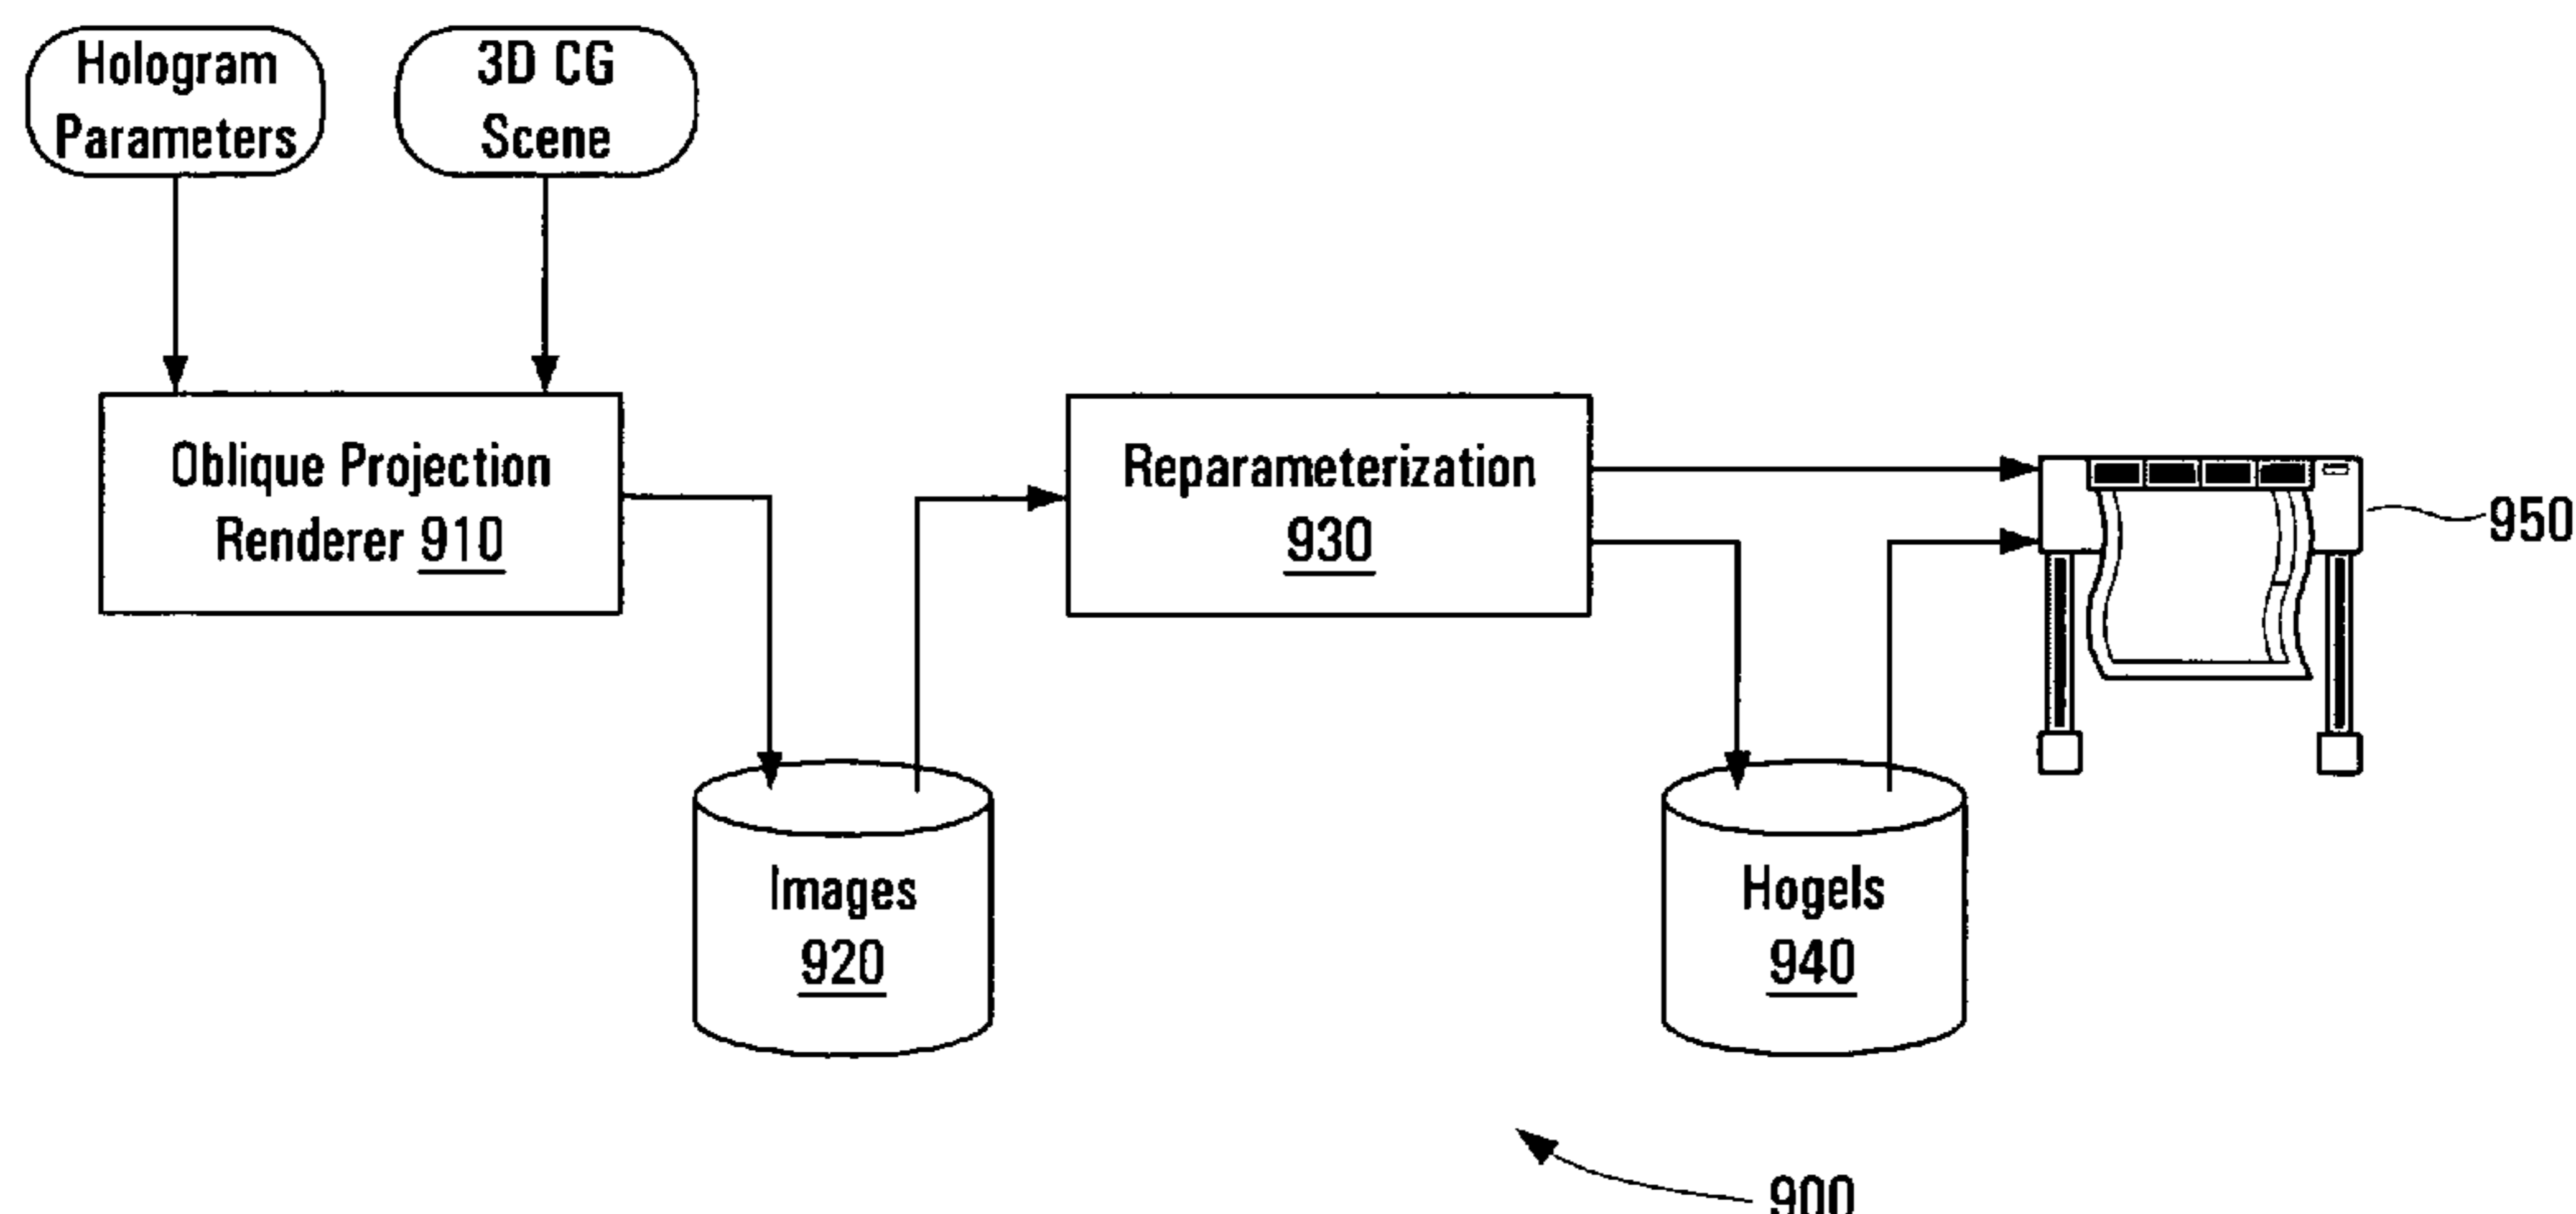 Hologram
Parameters
3D CG
Scene
Oblique Projection
Renderer 910
Reparameterization
930
950
Images
920
Hogels
940
900